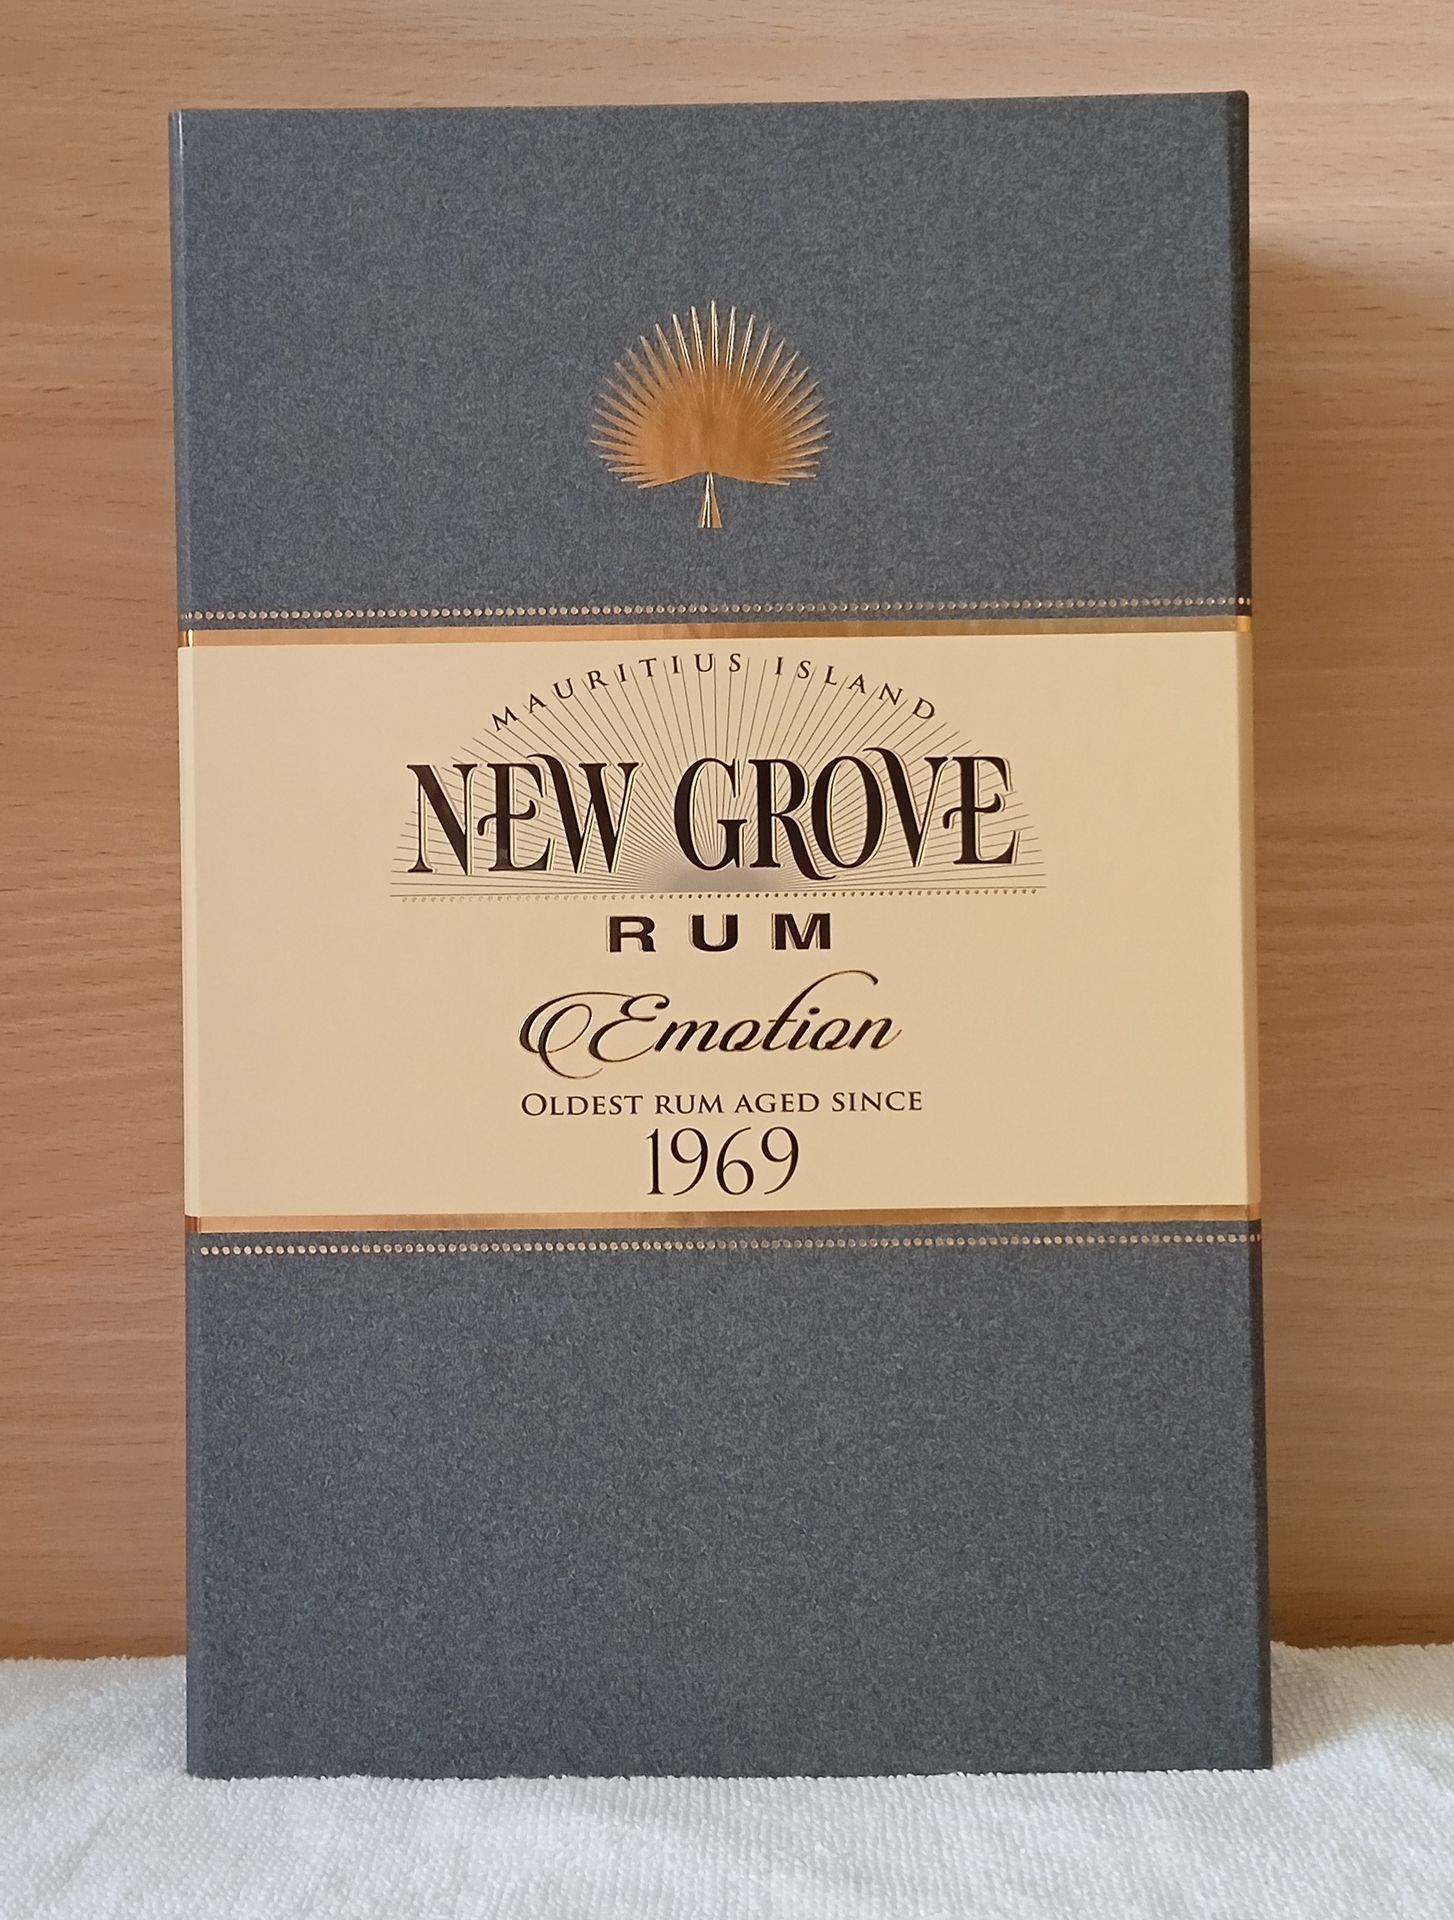 MAURITIUS ISLAND
NEW GROVE
RUM
Emotion
OLDEST RUM AGED SINCE
1969